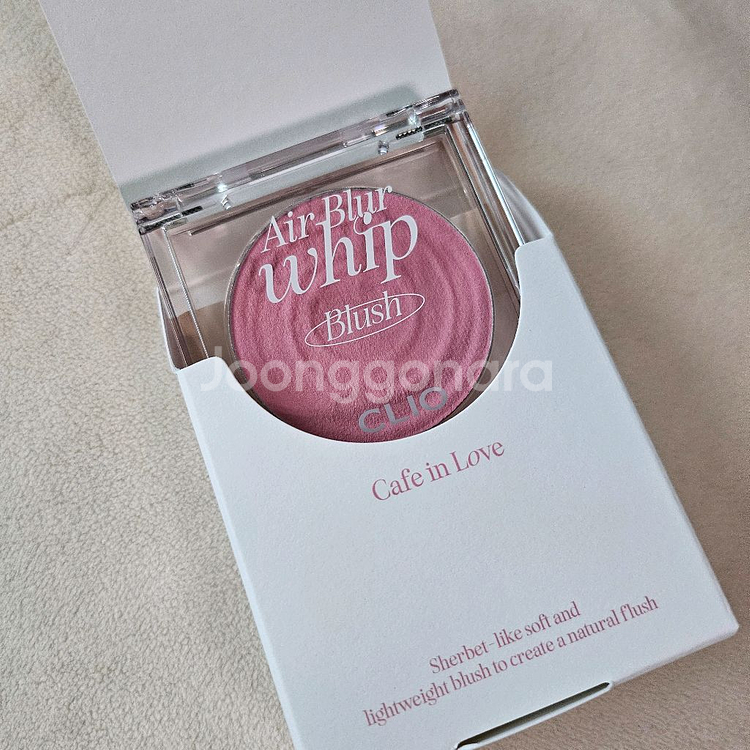 Air Blur
whip
Blush
Joonggonara
CLIO
Cafe in Love
Sherbet-like soft and
lightweight blush to create a natural flush